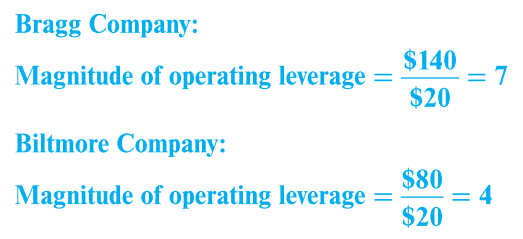 Bragg Company:
Magnitude of operating leverage = $140 / $20 = 7
Biltmore Company:
Magnitude of operating leverage = $80 / $20 = 4